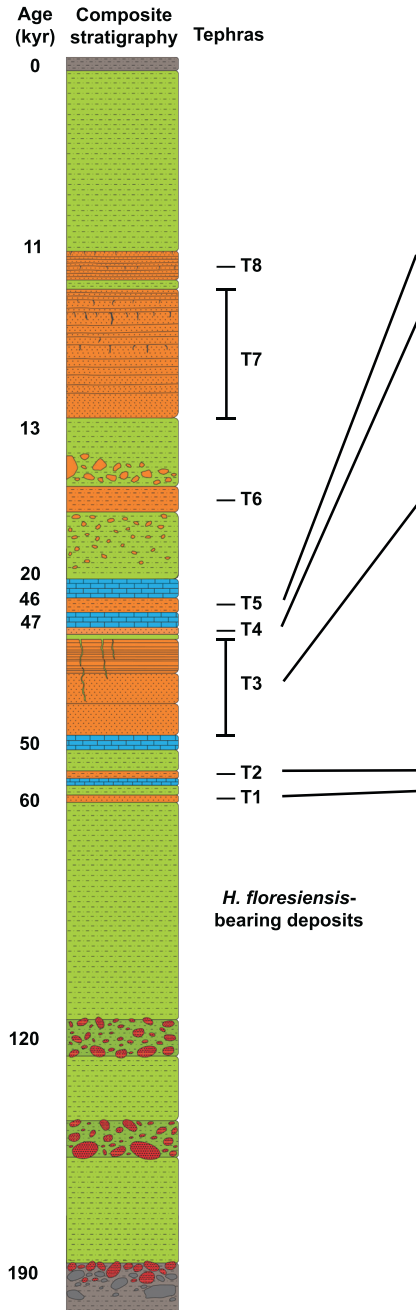 Age
(kyr)
Composite
stratigraphy
Tephras
0
11
T8
T7
13
T6
20
46
T5
47
T4
T3
50
T2
60
T1
H. floresiensis-
bearing deposits
120
190